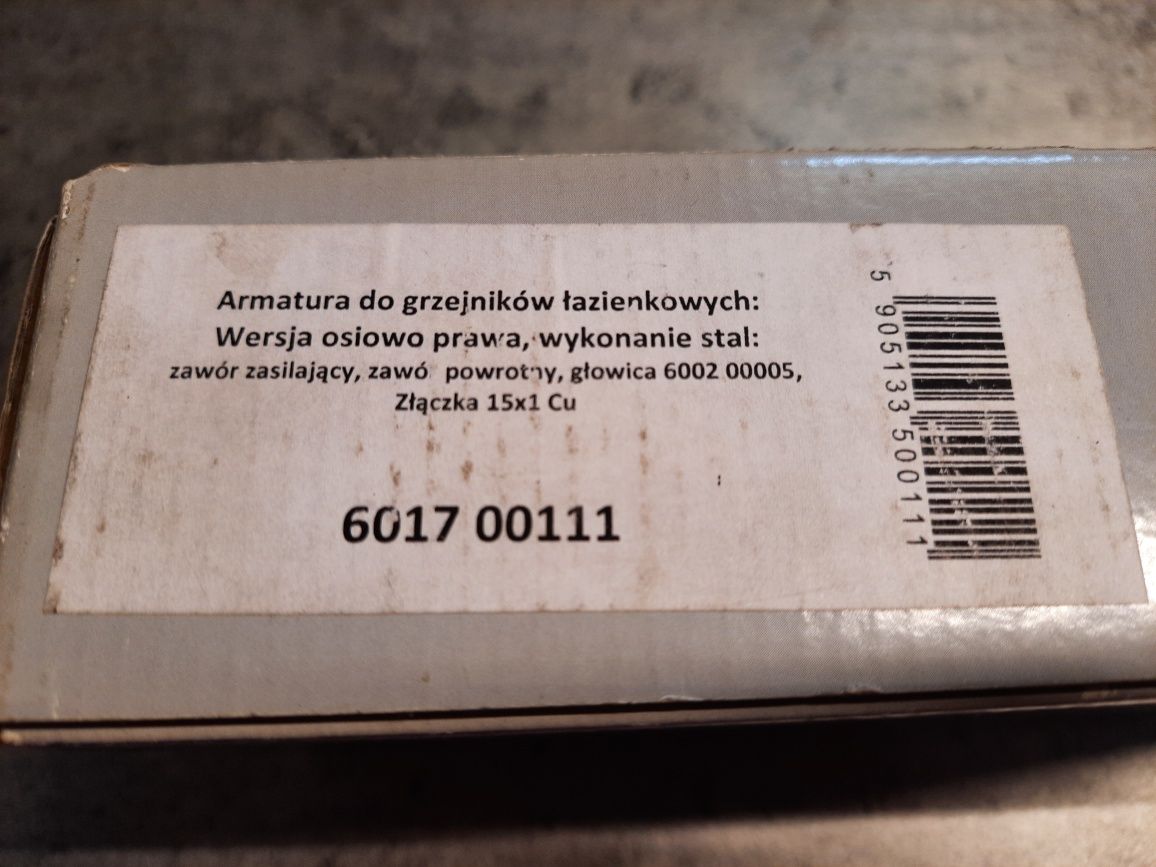 Armatura do grzejników łazienkowych:
Wersja osiowo prawa, wykonanie stal:
zawór zasilający, zawó powrotny, głowica 6002 00005,
Złączka 15x1 Cu
6017 00111
5 905133 500111